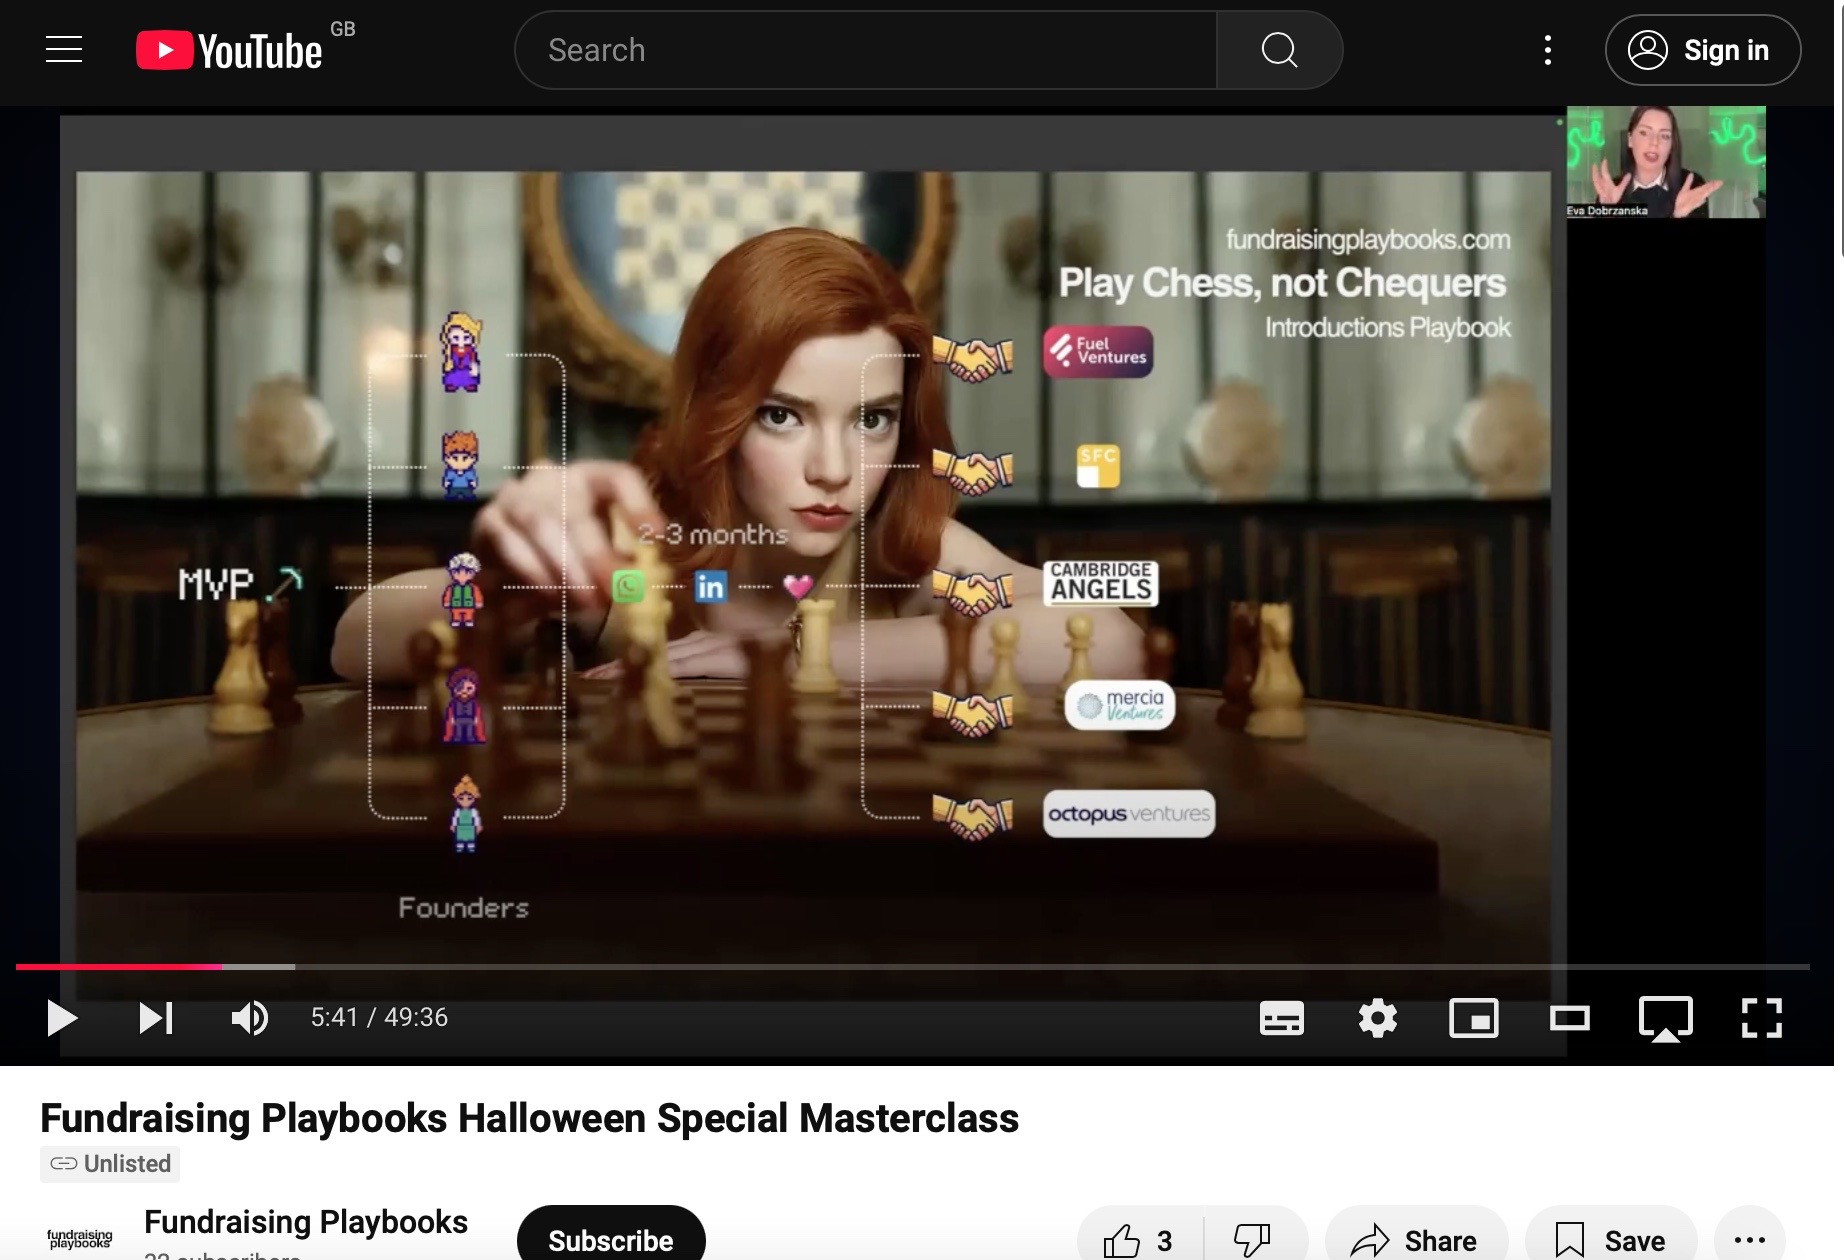 YouTube GB
Search
Sign in
Eva Dobrzanska
fundraisingplaybooks.com
Play Chess, not Chequers
Introductions Playbook
Fuel
Ventures
SFC
2-3 months
MVP
in
CAMBRIDGE
ANGELS
mercia
Ventures
octopus ventures
Founders
5:41 / 49:36
Fundraising Playbooks Halloween Special Masterclass
Unlisted
fundraising
playbooks
Fundraising Playbooks
Subscribe
3
Share
Save